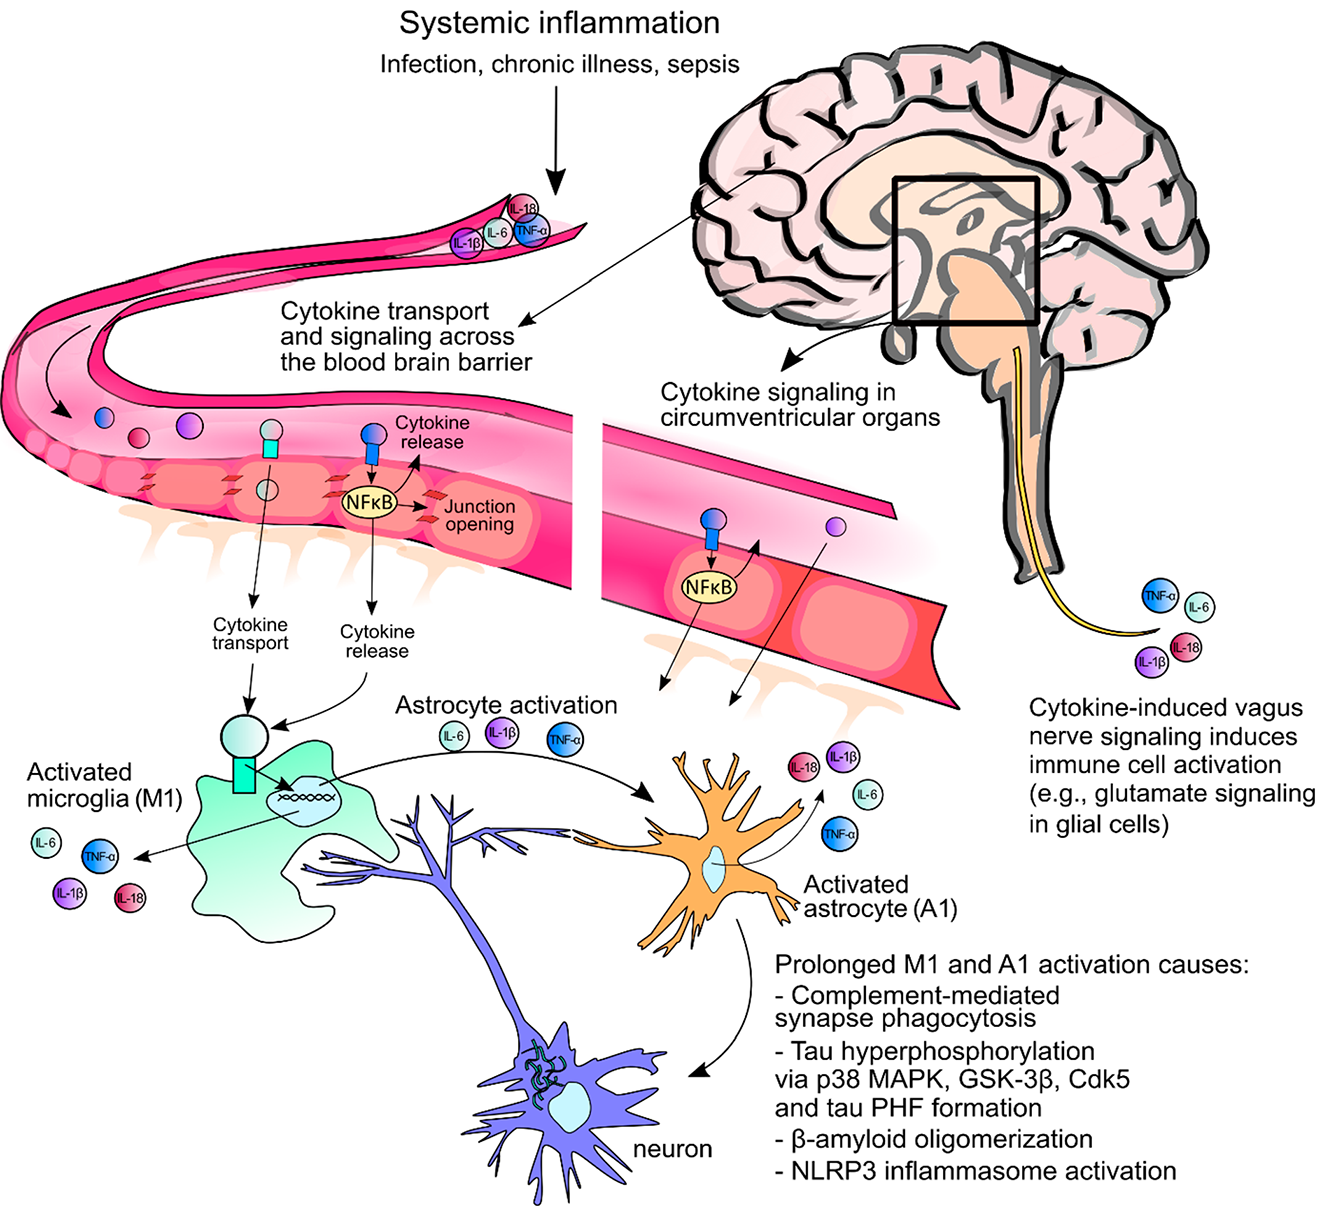 Systemic inflammation
Infection, chronic illness, sepsis
IL-18
IL-1β
IL-6
TNF-α
Cytokine transport
and signaling across
the blood brain barrier
Cytokine signaling in
circumventricular organs
Cytokine
release
NFκB
Junction
opening
NFκB
Cytokine
transport
Cytokine
release
TNF-α
IL-6
IL-1β
IL-18
Cytokine-induced vagus
nerve signaling induces
immune cell activation
(e.g., glutamate signaling
in glial cells)
Astrocyte activation
IL-6
IL-1β
TNF-α
Activated
microglia (M1)
IL-6
TNF-α
IL-1β
IL-18
IL-18
IL-1β
IL-6
TNF-α
Activated
astrocyte (A1)
Prolonged M1 and A1 activation causes:
- Complement-mediated
synapse phagocytosis
- Tau hyperphosphorylation
via p38 MAPK, GSK-3β, Cdk5
and tau PHF formation
- β-amyloid oligomerization
- NLRP3 inflammasome activation
neuron